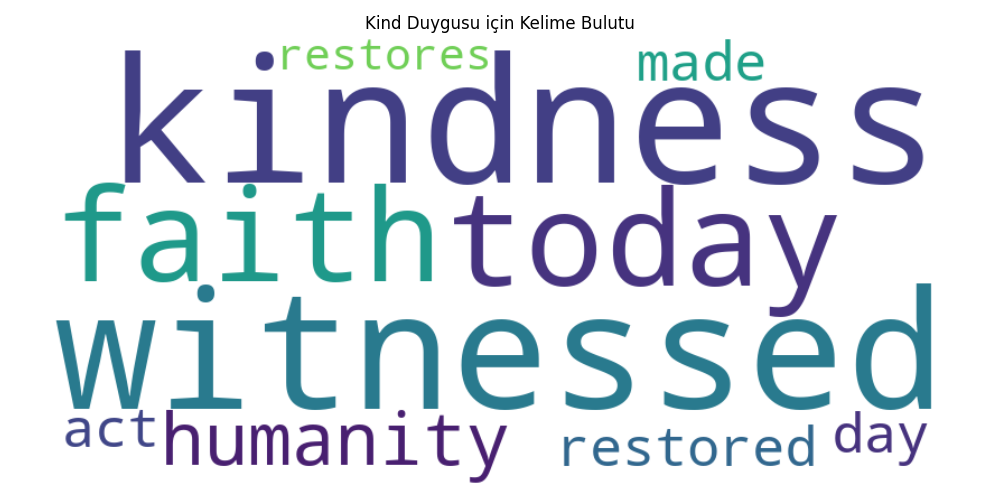 Kind Duygusu için Kelime Bulutu
restores made
kindness
faith today
witnessed
act humanity restored day